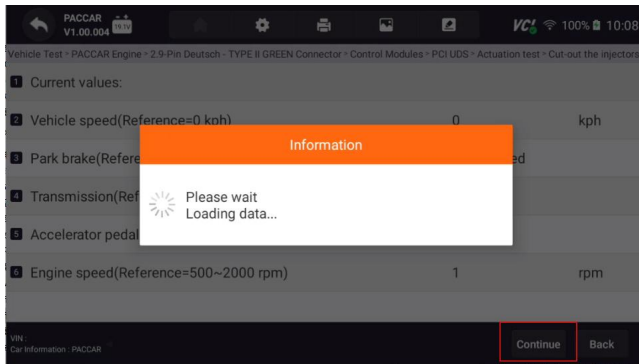 PACCAR
V1.00.004 19.1V
VCI 100% 10:08
Vehicle Test > PACCAR Engine > 2.9-Pin Deutsch - TYPE II GREEN Connector > Control Modules > PCI UDS > Actuation test > Cut-out the injectors
1 Current values:
2 Vehicle speed(Reference=0 kph) 0 kph
Information
3 Park brake(Refere ed
Please wait
4 Transmission(Ref
Loading data...
5 Accelerator pedal
6 Engine speed(Reference=500~2000 rpm) 1 rpm
VIN :
Car Information : PACCAR
Continue Back